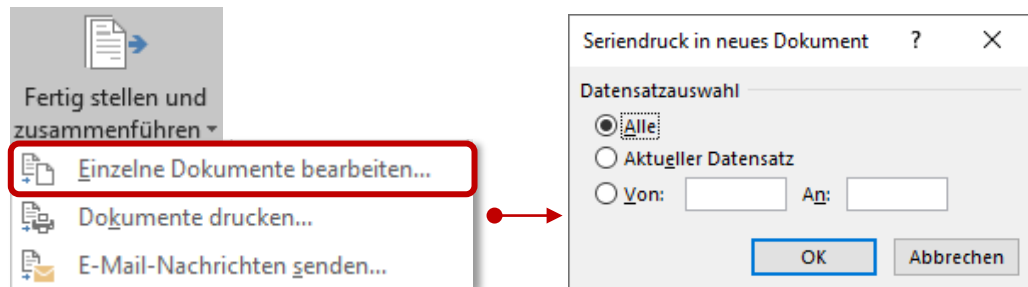 Fertig stellen und
zusammenführen
Einzelne Dokumente bearbeiten...
Dokumente drucken...
E-Mail-Nachrichten senden...
Seriendruck in neues Dokument ?
Datensatzauswahl
Alle
Aktueller Datensatz
Von: An:
OK Abbrechen